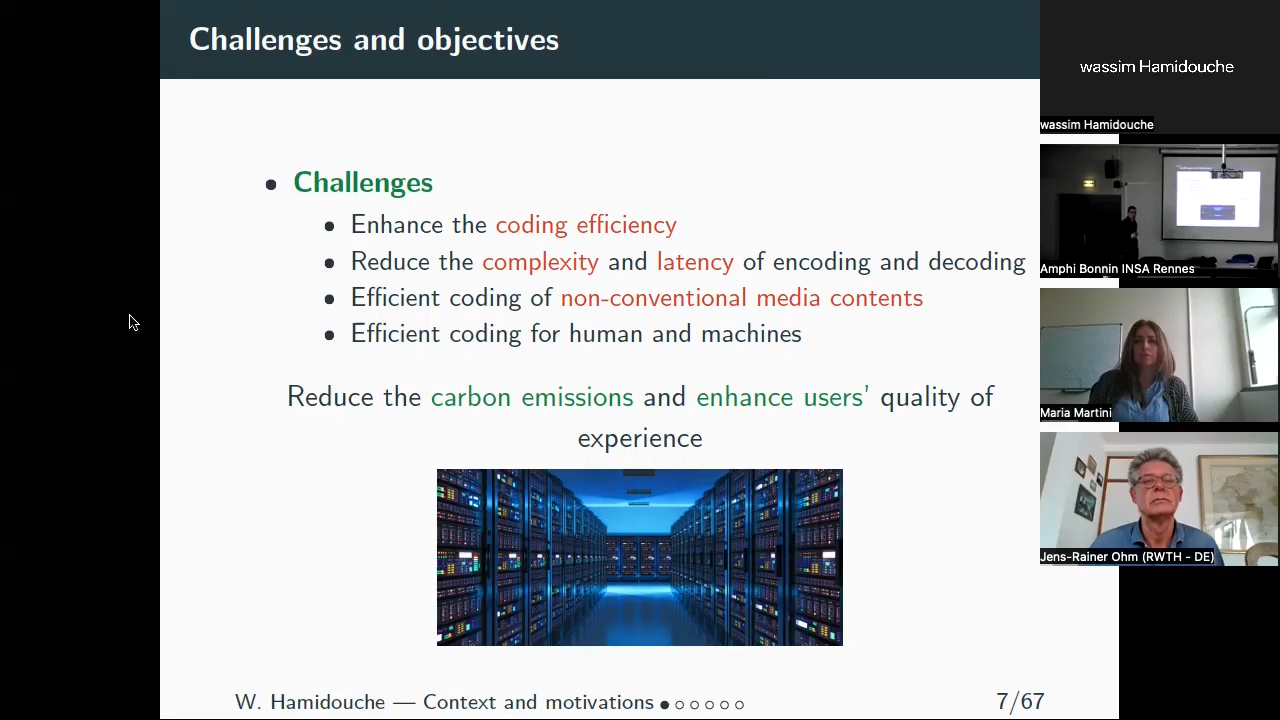 Challenges and objectives
• Challenges
• Enhance the coding efficiency
• Reduce the complexity and latency of encoding and decoding
• Efficient coding of non-conventional media contents
• Efficient coding for human and machines
Reduce the carbon emissions and enhance users' quality of
experience
W. Hamidouche — Context and motivations
7/67
wassim Hamidouche
wassim Hamidouche
Amphi Bonnin INSA Rennes
Maria Martini
Jens-Rainer Ohm (RWTH - DE)